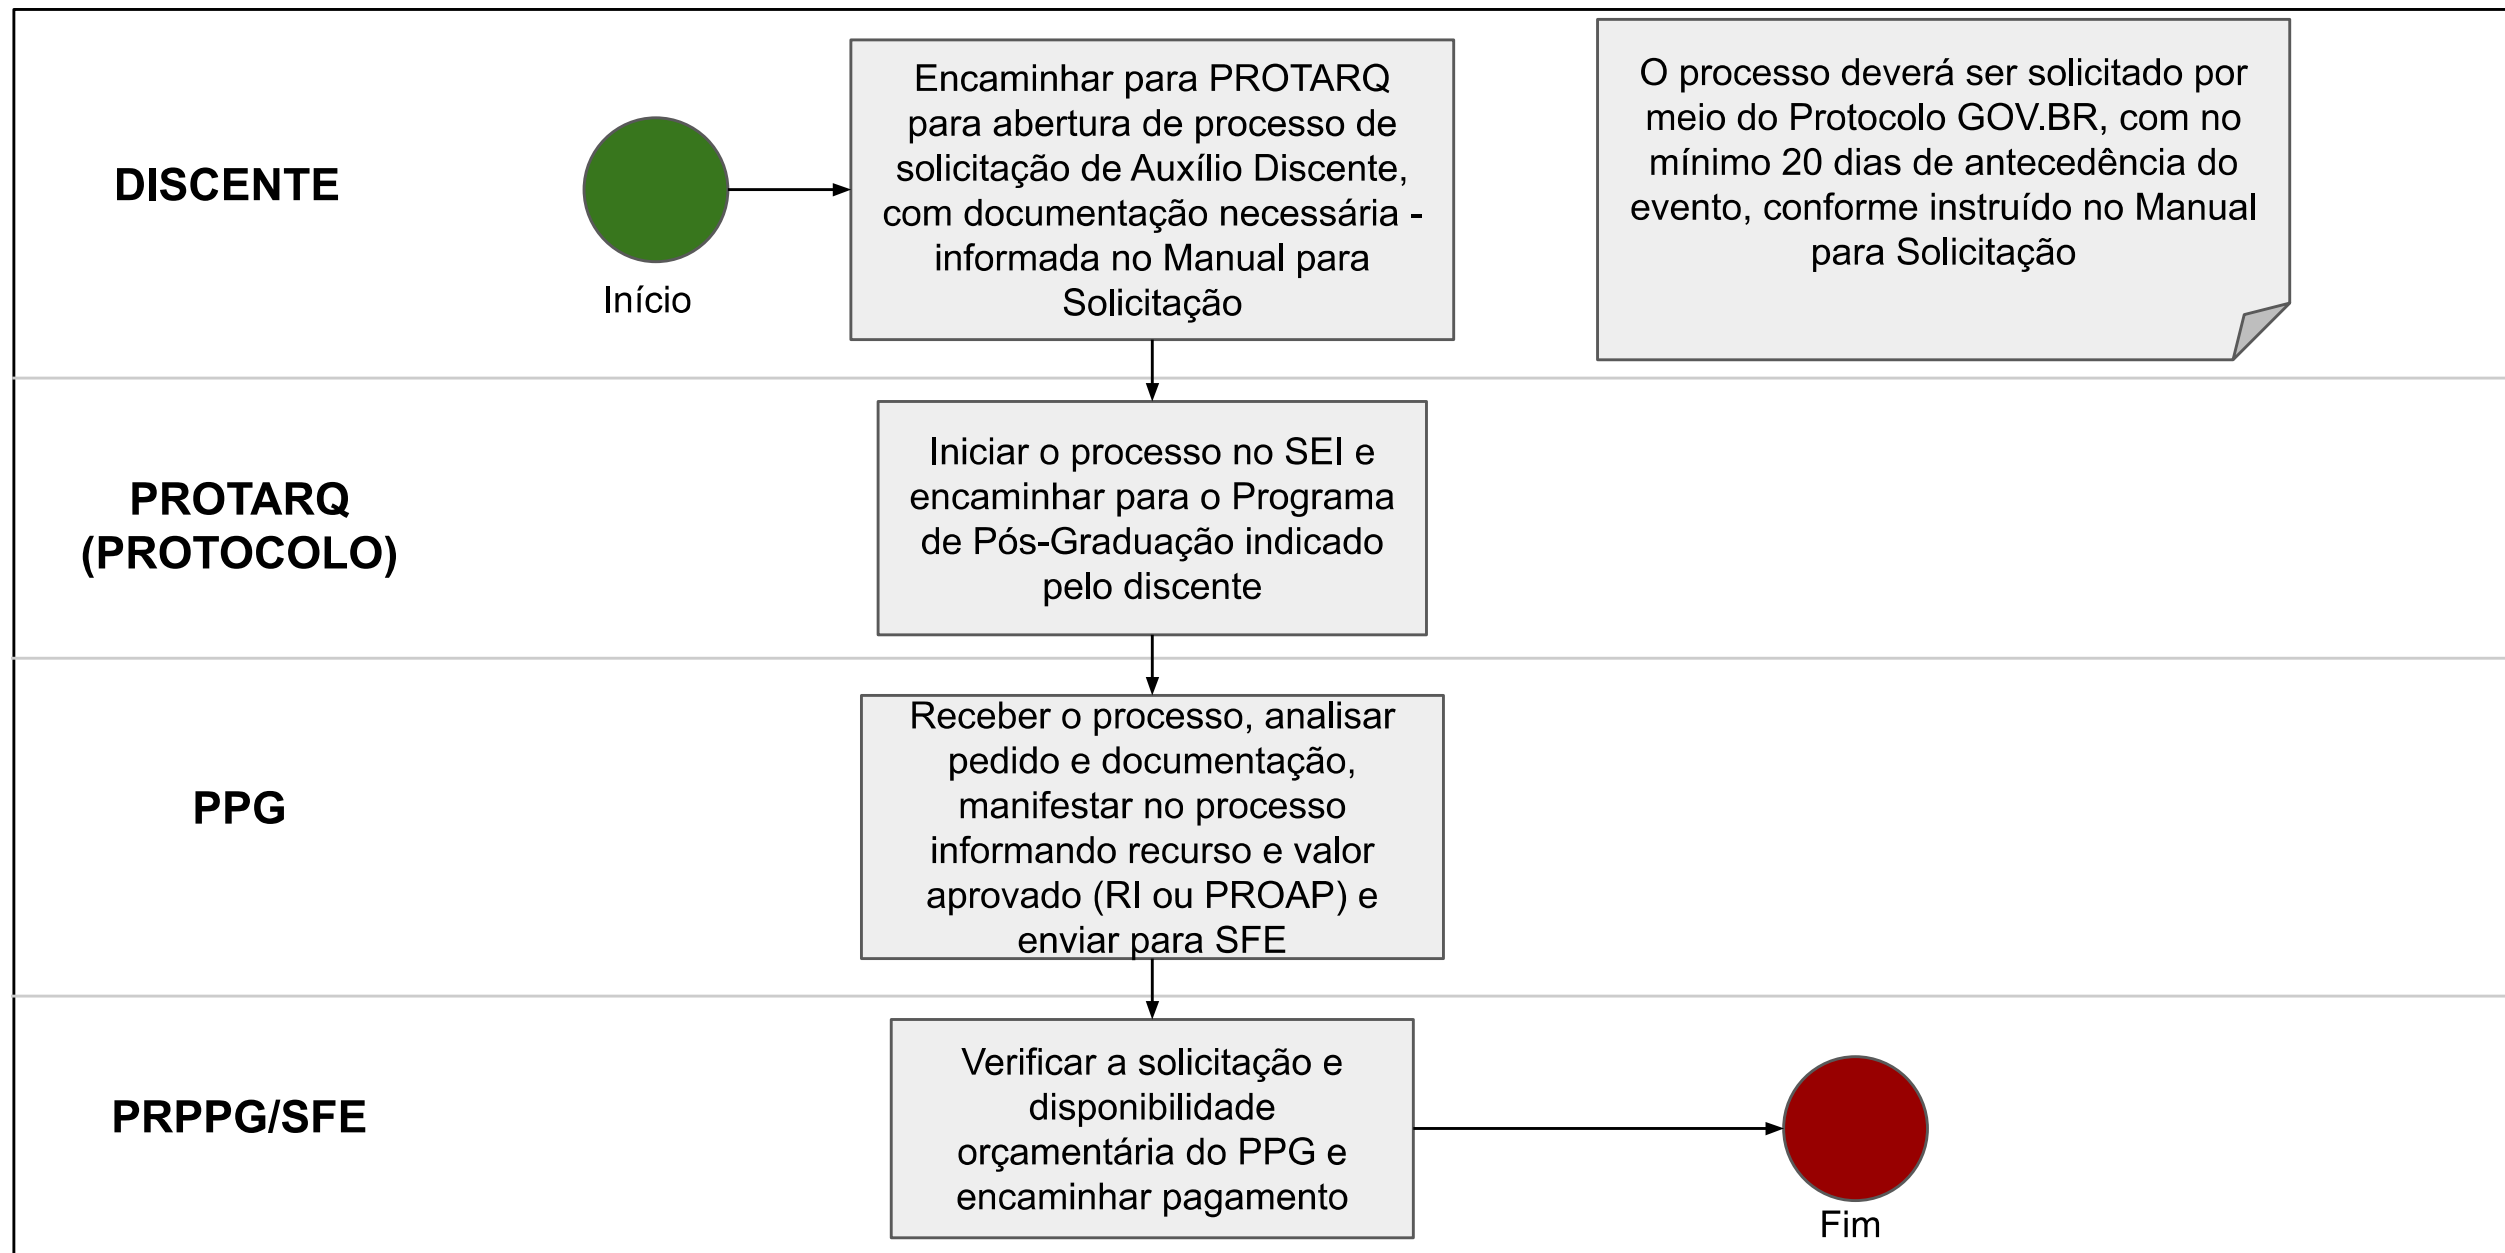 DISCENTE
Início
Encaminhar para PROTARQ
para abertura de processo de
solicitação de Auxílio Discente,
com documentação necessária -
informada no Manual para
Solicitação
O processo deverá ser solicitado por
meio do Protocolo GOV.BR, com no
mínimo 20 dias de antecedência do
evento, conforme instruído no Manual
para Solicitação
PROTARQ
(PROTOCOLO)
Iniciar o processo no SEI e
encaminhar para o Programa
de Pós-Graduação indicado
pelo discente
PPG
Receber o processo, analisar
pedido e documentação,
manifestar no processo
informando recurso e valor
aprovado (RI ou PROAP) e
enviar para SFE
PRPPG/SFE
Verificar a solicitação e
disponibilidade
orçamentária do PPG e
encaminhar pagamento
Fim